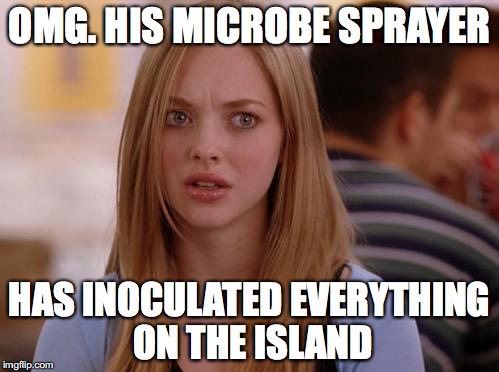 OMG. HIS MICROBE SPRAYER
HAS INOCULATED EVERYTHING
ON THE ISLAND
imgflip.com